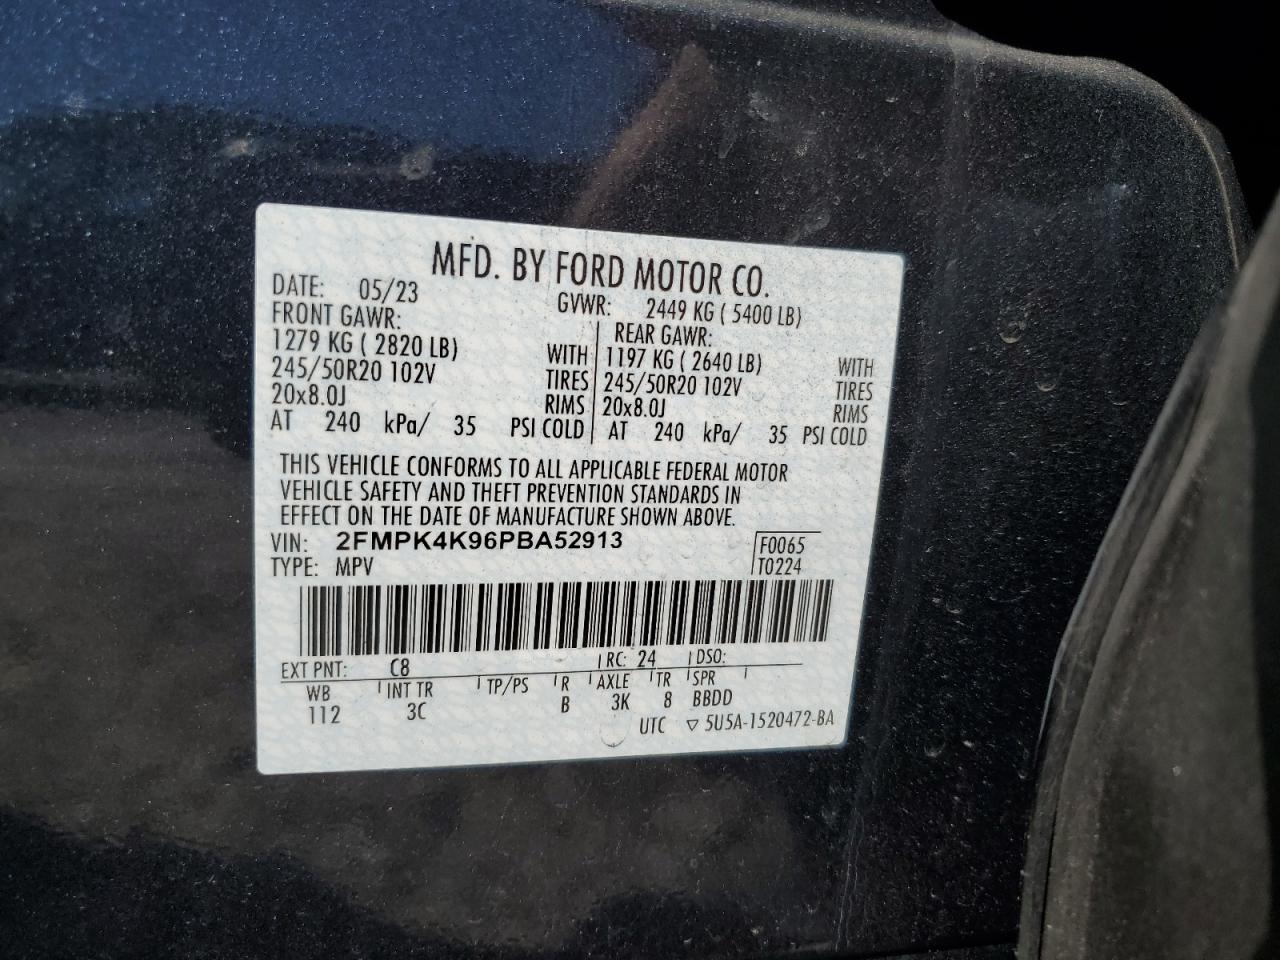 MFD. BY FORD MOTOR CO.
DATE: 05/23 GVWR: 2449 KG ( 5400 LB)
FRONT GAWR: REAR GAWR:
1279 KG ( 2820 LB) WITH 1197 KG ( 2640 LB) WITH
245/50R20 102V TIRES 245/50R20 102V TIRES
20x8.0J RIMS 20x8.0J RIMS
AT 240 kPa/ 35 PSI COLD AT 240 kPa/ 35 PSI COLD
THIS VEHICLE CONFORMS TO ALL APPLICABLE FEDERAL MOTOR
VEHICLE SAFETY AND THEFT PREVENTION STANDARDS IN
EFFECT ON THE DATE OF MANUFACTURE SHOWN ABOVE.
VIN: 2FMPK4K96PBA52913 F0065
TYPE: MPV T0224
EXT PNT: C8 RC: 24 DSO:
WB INT TR TP/PS R AXLE TR SPR
112 3C B 3K 8 BBDD
UTC ▽ 5U5A-1520472-BA